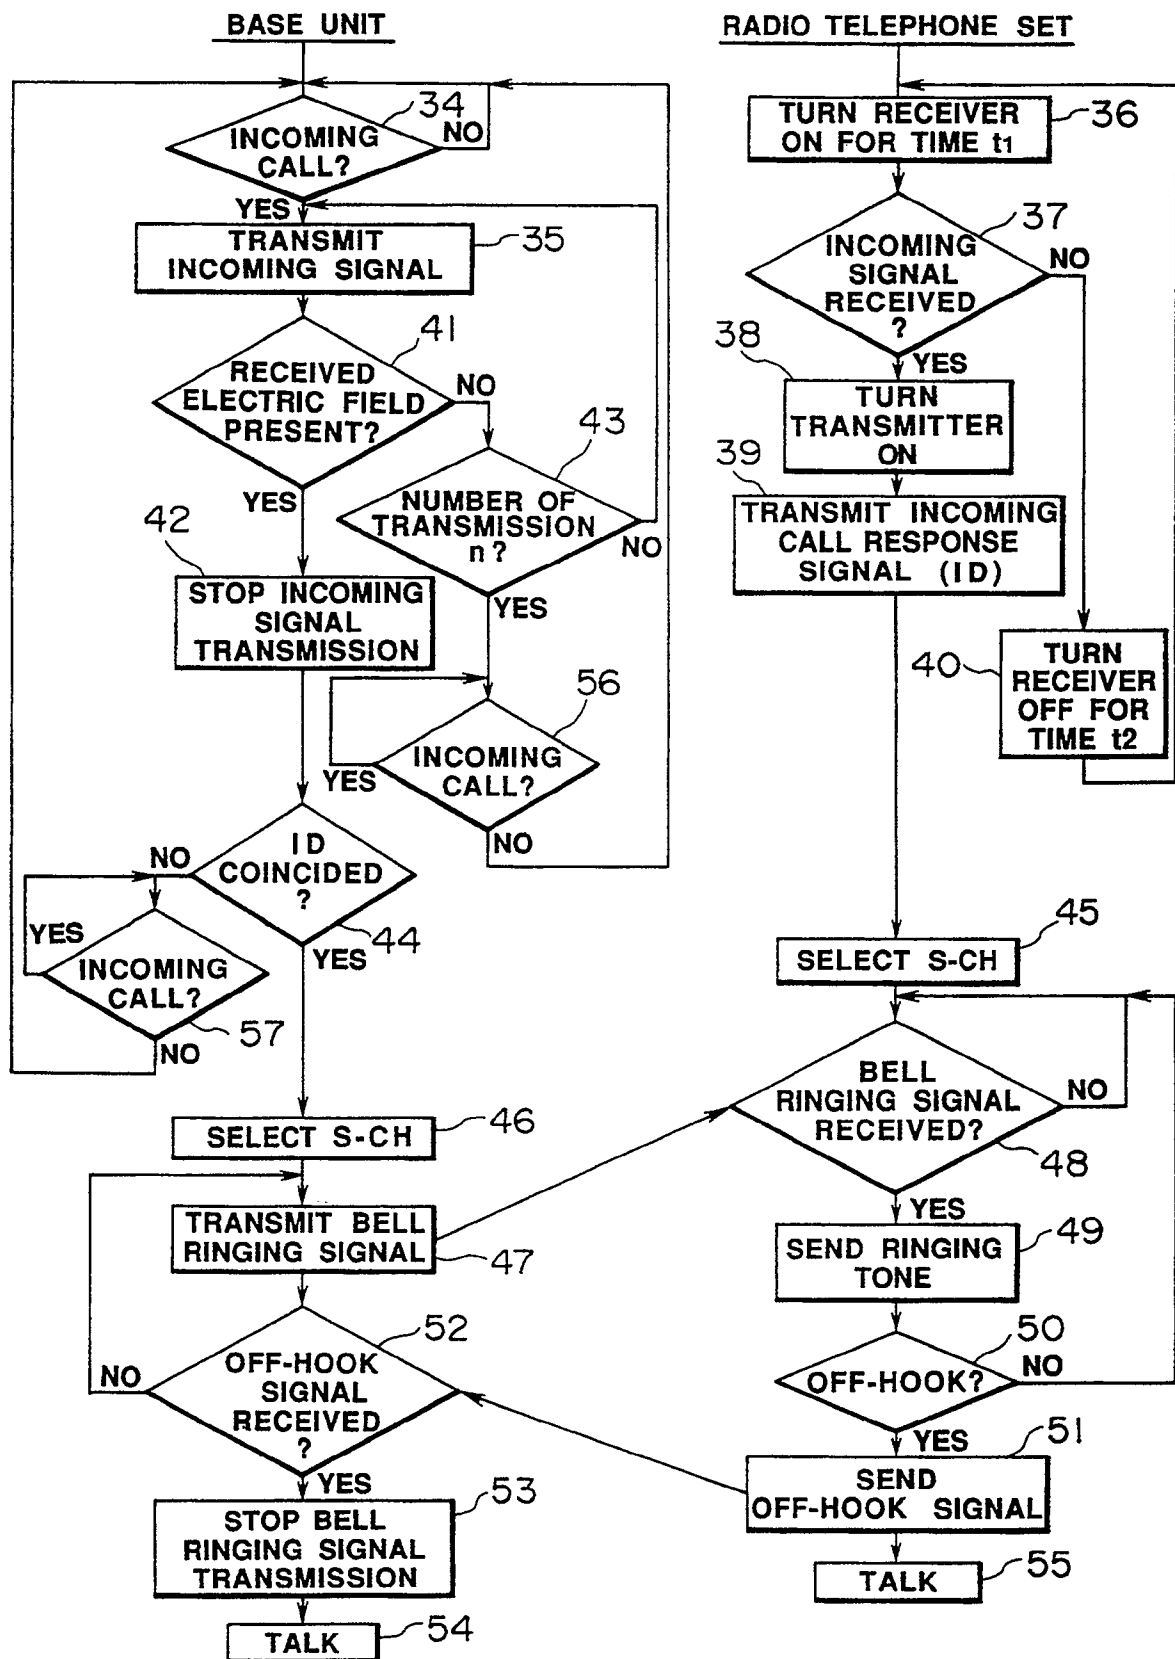 BASE UNIT
34
INCOMING
CALL?
NO
YES
TRANSMIT
INCOMING SIGNAL
35
41
RECEIVED
ELECTRIC FIELD
PRESENT?
NO
YES
43
NUMBER OF
TRANSMISSION
n?
NO
YES
42
STOP INCOMING
SIGNAL
TRANSMISSION
56
INCOMING
CALL?
YES
NO
ID
COINCIDED
?
NO
44
YES
YES
INCOMING
CALL?
57
NO
SELECT S-CH
46
TRANSMIT BELL
RINGING SIGNAL
47
52
OFF-HOOK
SIGNAL
RECEIVED
?
NO
YES
53
STOP BELL
RINGING SIGNAL
TRANSMISSION
TALK
54
RADIO TELEPHONE SET
TURN RECEIVER
ON FOR TIME t1
36
37
INCOMING
SIGNAL
RECEIVED
?
NO
YES
38
TURN
TRANSMITTER
ON
39
TRANSMIT INCOMING
CALL RESPONSE
SIGNAL (ID)
40
TURN
RECEIVER
OFF FOR
TIME t2
45
SELECT S-CH
BELL
RINGING SIGNAL
RECEIVED?
NO
48
YES
SEND RINGING
TONE
49
50
OFF-HOOK?
NO
YES
51
SEND
OFF-HOOK SIGNAL
TALK
55